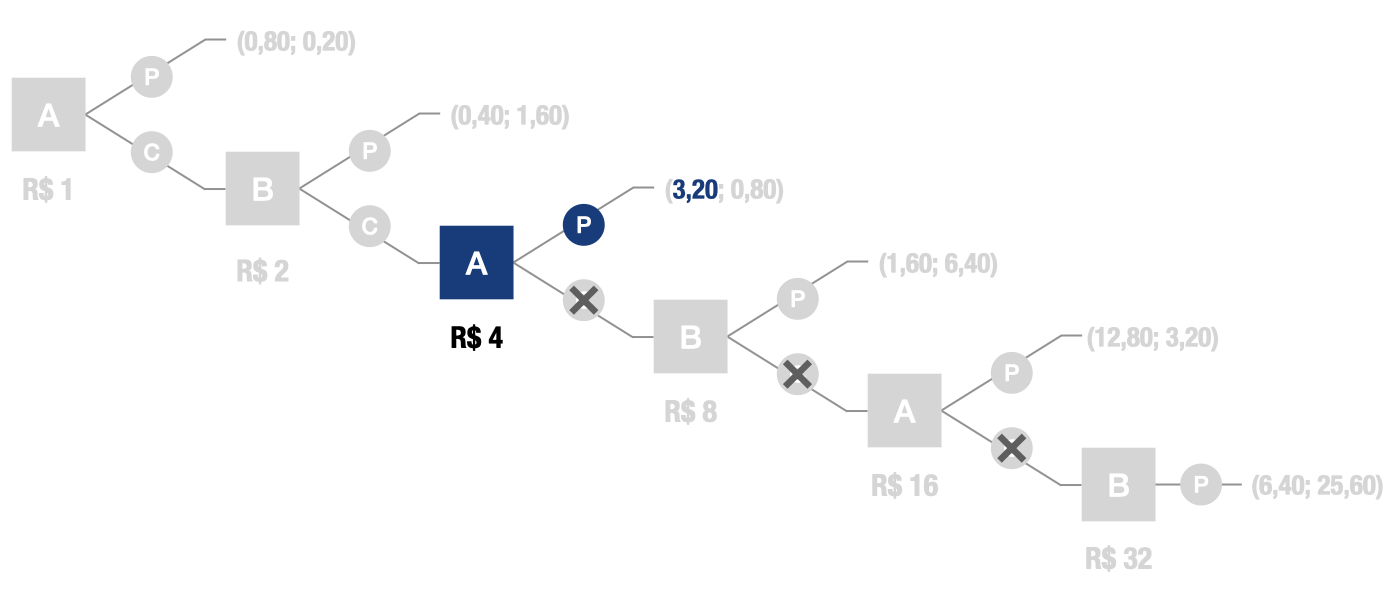 P
(0,80; 0,20)
A
C
R$ 1
P
(0,40; 1,60)
B
C
R$ 2
P
(3,20; 0,80)
A
R$ 4
P
(1,60; 6,40)
B
R$ 8
P
(12,80; 3,20)
A
R$ 16
B
P
(6,40; 25,60)
R$ 32